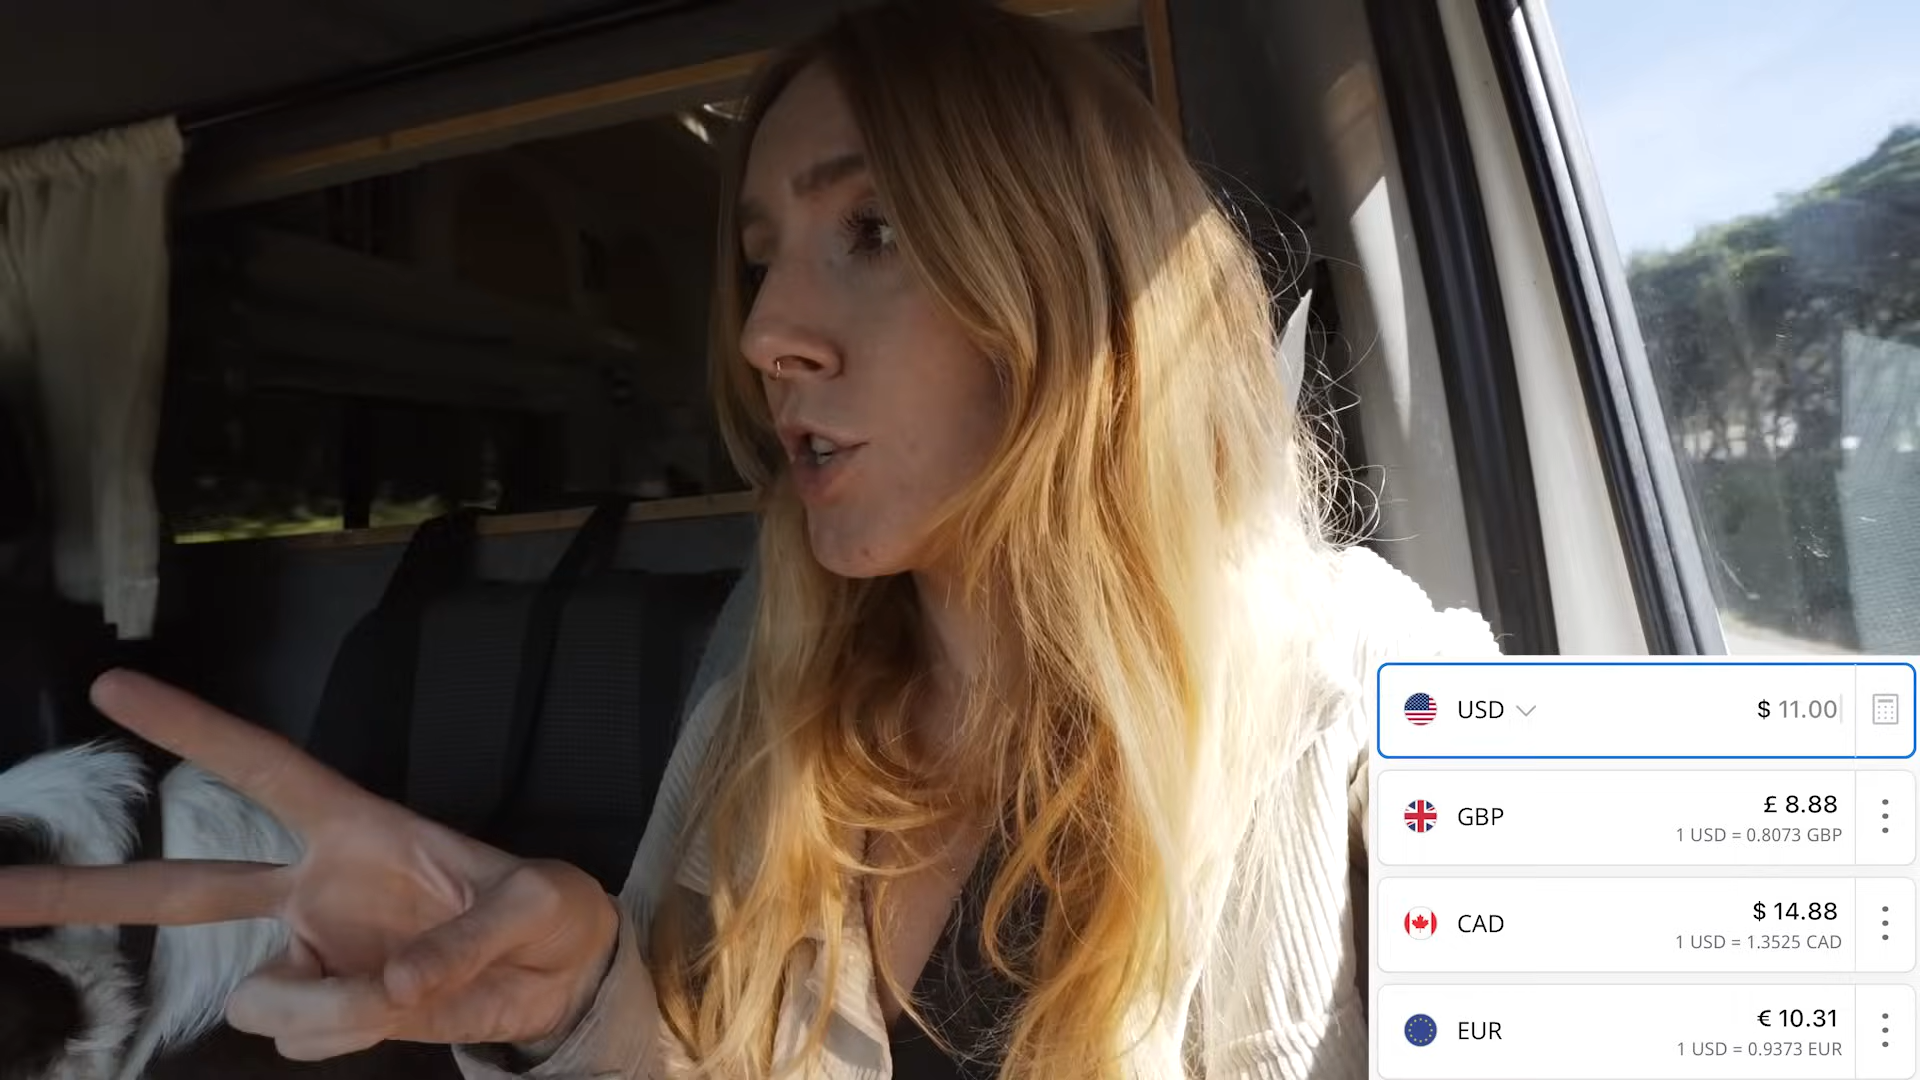 USD $ 11.00
GBP £ 8.88
1 USD = 0.8073 GBP
CAD $ 14.88
1 USD = 1.3525 CAD
EUR € 10.31
1 USD = 0.9373 EUR